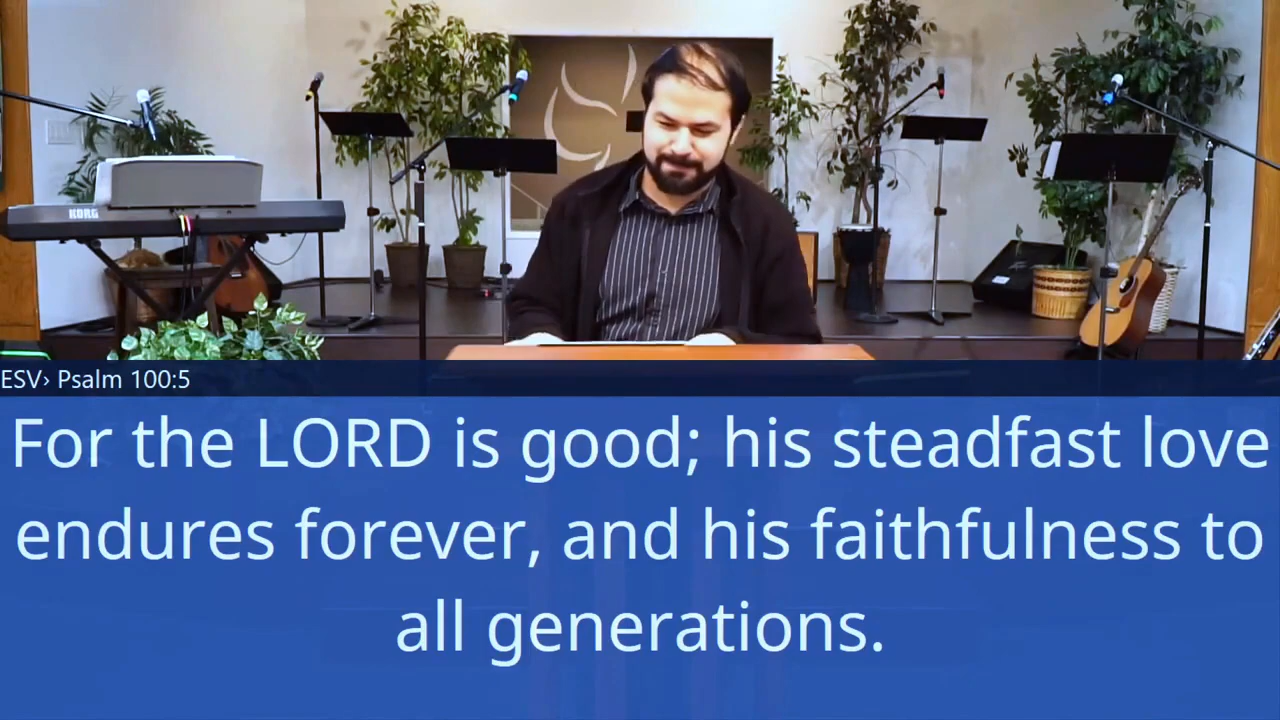 KORG
ESV› Psalm 100:5
For the LORD is good; his steadfast love
endures forever, and his faithfulness to
all generations.